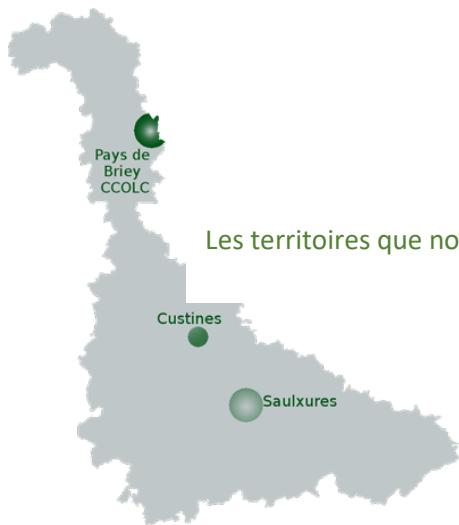 Pays de
Briey
CCOLC
Les territoires que no
Custines
Saulxures